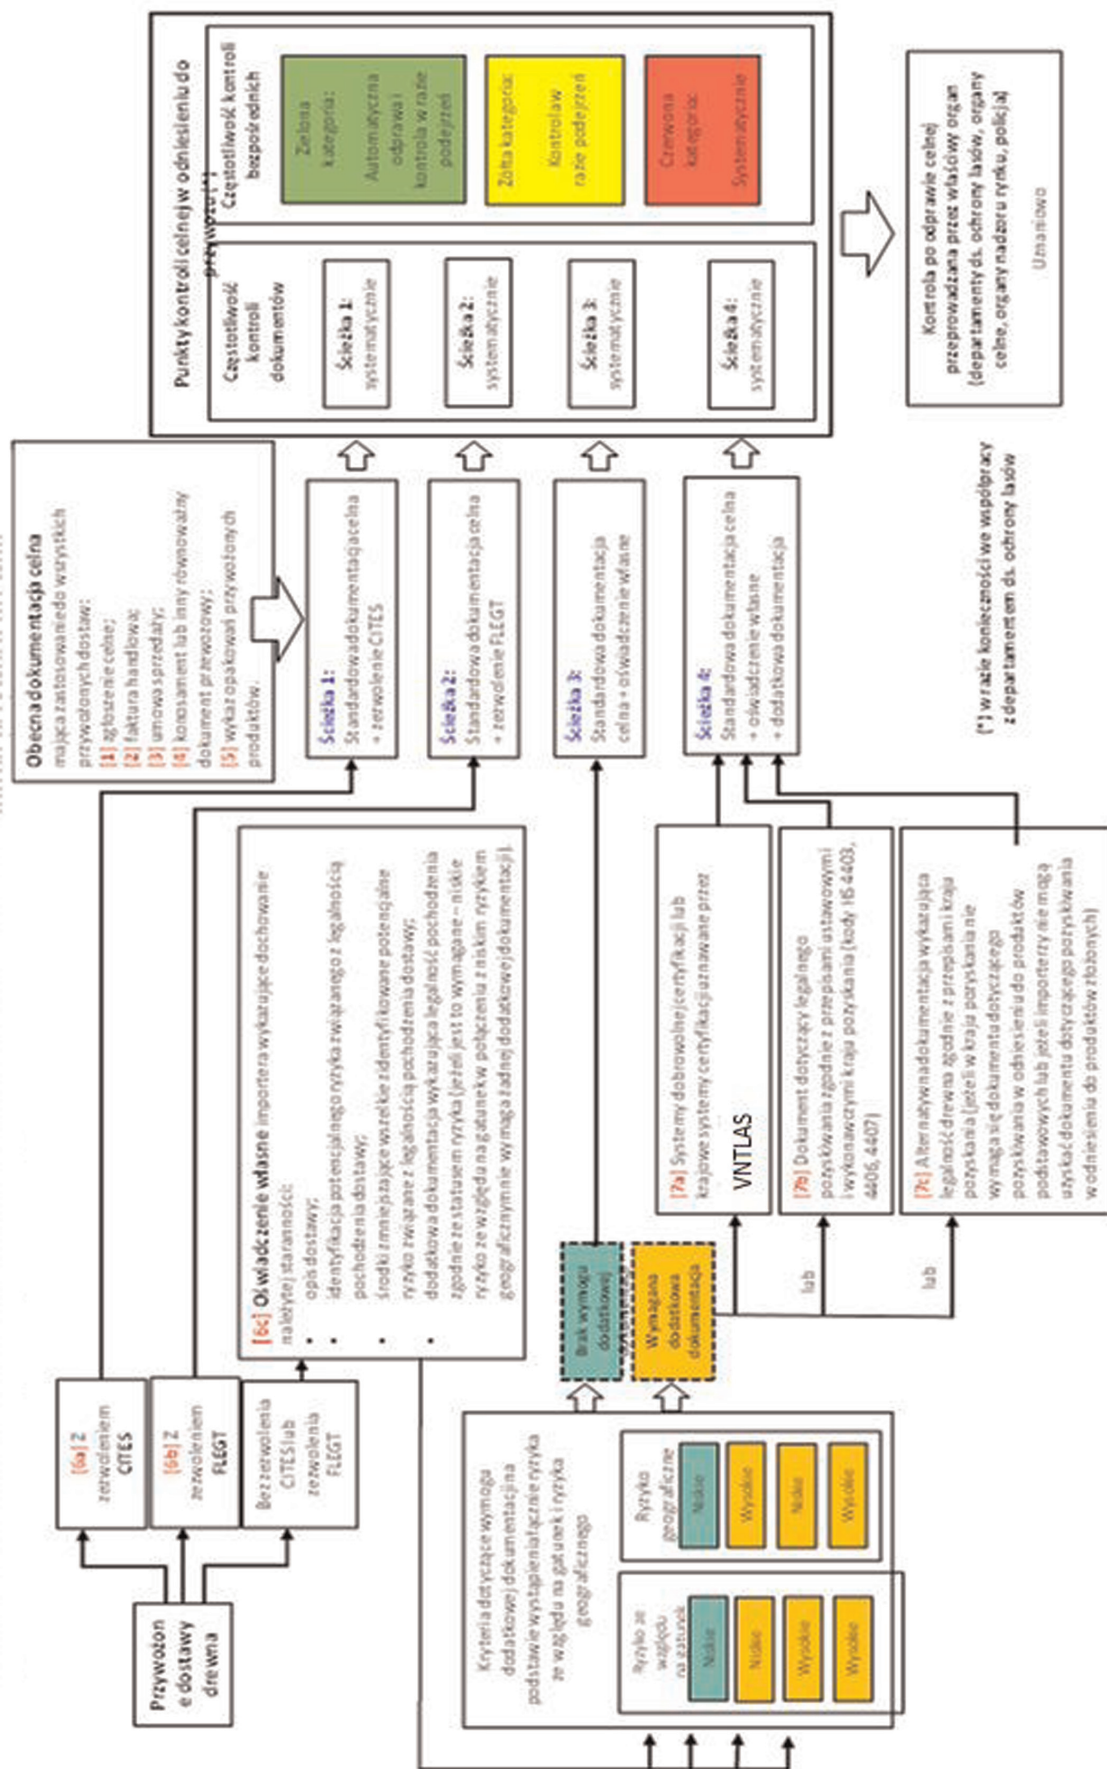 Przywożon
e dostawy
drewna
[6a] Z
zezwoleniem
CITES
[6b] Z
zezwoleniem
FLEGT
Bez zezwolenia
CITES lub
zezwolenia
FLEGT
[6c] Oświadczenie własne importera wykazujące dochowanie
należytej staranności:
• opis dostawy;
• identyfikacja potencjalnego ryzyka związanego z legalnością
pochodzenia dostawy;
• środki zmniejszające wszelkie zidentyfikowane potencjalne
ryzyko związane z legalnością pochodzenia dostawy;
• dodatkowa dokumentacja wykazująca legalność pochodzenia
zgodnie ze statusem ryzyka (jeżeli jest to wymagane – niskie
ryzyko ze względu na gatunek w połączeniu z niskim ryzykiem
geograficznym nie wymaga żadnej dodatkowej dokumentacji).
Kryteria dotyczące wymogu
dodatkowej dokumentacji na
podstawie wystąpienia łącznie ryzyka
ze względu na gatunek i ryzyka
geograficznego
Ryzyko ze
względu
na gatunek
Niskie
Niskie
Wysokie
Wysokie
Ryzyko
geograficzne
Niskie
Wysokie
Niskie
Wysokie
Brak wymogu
dodatkowej
Wymagana
dodatkowa
dokumentacja
lub
lub
[7a] Systemy dobrowolnej certyfikacji lub
krajowe systemy certyfikacji uznawane przez
VNTLAS
[7b] Dokument dotyczący legalnego
pozyskiwania zgodnie z przepisami ustawowymi
i wykonawczymi kraju pozyskania (kody HS 4403,
4406, 4407)
[7c] Alternatywna dokumentacja wykazująca
legalność drewna zgodnie z przepisami kraju
pozyskania (jeżeli w kraju pozyskania nie
wymaga się dokumentu dotyczącego
pozyskiwania w odniesieniu do produktów
podstawowych lub jeżeli importerzy nie mogą
uzyskać dokumentu dotyczącego pozyskiwania
w odniesieniu do produktów złożonych)
Obecna dokumentacja celna
mająca zastosowanie do wszystkich
przywożonych dostaw:
[1] zgłoszenie celne;
[2] faktura handlowa;
[3] umowa sprzedaży;
[4] konosament lub inny równoważny
dokument przewozowy;
[5] wykaz opakowań przywożonych
produktów.
Ścieżka 1:
Standardowa dokumentacja celna
+ zezwolenie CITES
Ścieżka 2:
Standardowa dokumentacja celna
+ zezwolenie FLEGT
Ścieżka 3:
Standardowa dokumentacja
celna + oświadczenie własne
Ścieżka 4:
Standardowa dokumentacja celna
+ oświadczenie własne
+ dodatkowa dokumentacja
Punkty kontroli celnej w odniesieniu do
przywozu(*)
Częstotliwość
kontroli
dokumentów
Ścieżka 1:
systematycznie
Ścieżka 2:
systematycznie
Ścieżka 3:
systematycznie
Ścieżka 4:
systematycznie
Częstotliwość kontroli
bezpośrednich
Zielona
kategoria:
Automatyczna
odprawa i
kontrola w razie
podejrzeń
Żółta kategoria:
Kontrola w
razie podejrzeń
Czerwona
kategoria:
Systematycznie
Kontrola po odprawie celnej
przeprowadzana przez właściwy organ
(departamenty ds. ochrony lasów, organy
celne, organy nadzoru rynku, policja)
Uznaniowo
(*) w razie konieczności we współpracy
z departamentem ds. ochrony lasów